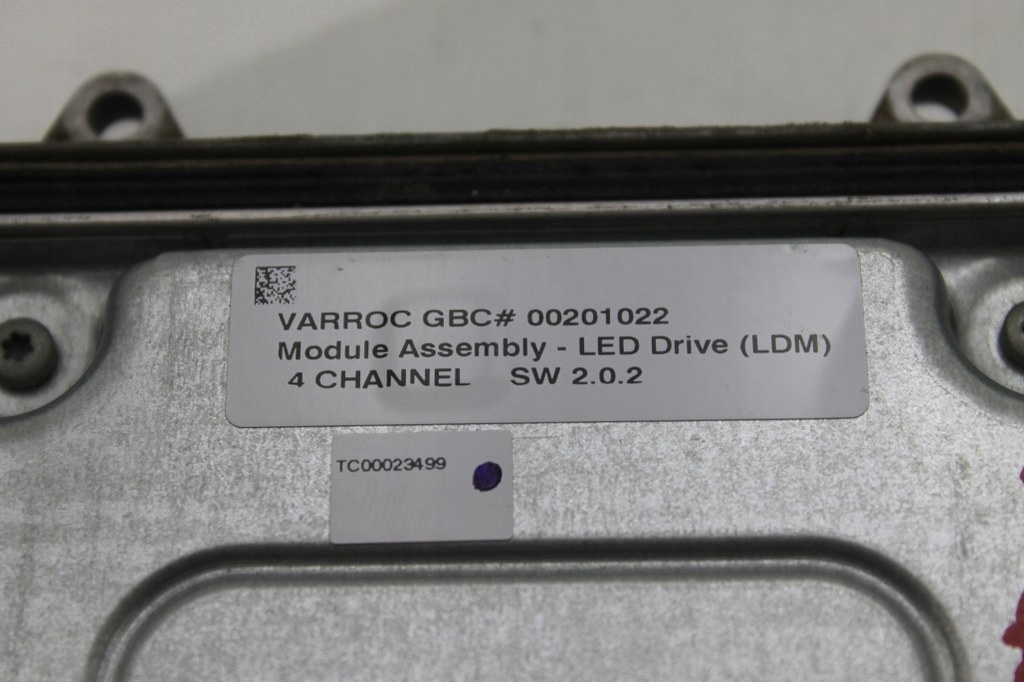 VARROC GBC# 00201022
Module Assembly - LED Drive (LDM)
4 CHANNEL SW 2.0.2
TC00023499